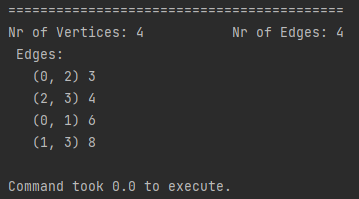 =============================================
Nr of Vertices: 4           Nr of Edges: 4
 Edges:
   (0, 2) 3
   (2, 3) 4
   (0, 1) 6
   (1, 3) 8
Command took 0.0 to execute.